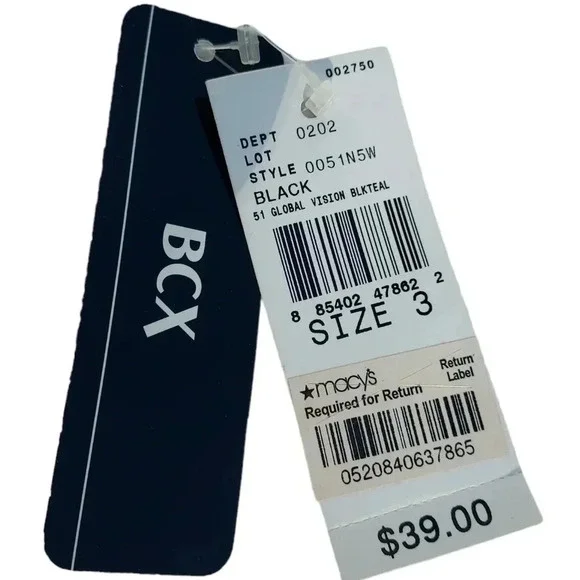 BCX
002750
DEPT 0202
LOT
STYLE 0051N5W
BLACK
51 GLOBAL VISION BLKTEAL
8 85402 47862 2
SIZE 3
★macy's Return
Required for Return Label
0520840637865
$39.00